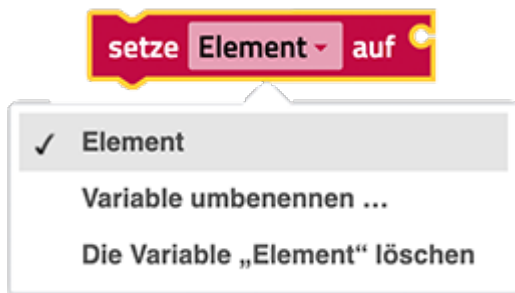 setze Element auf
Element
Variable umbenennen …
Die Variable „Element“ löschen